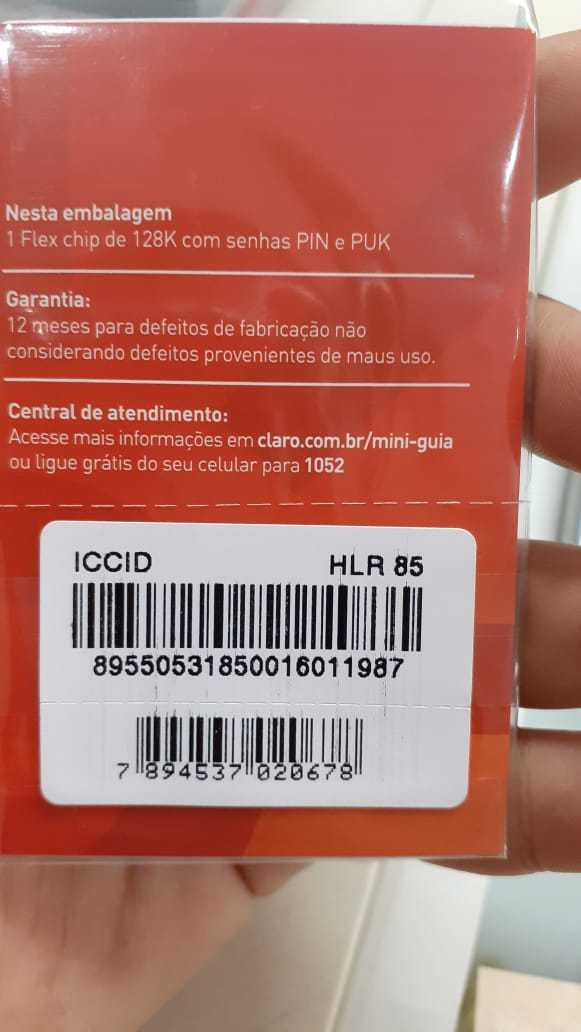 Nesta embalagem
1 Flex chip de 128K com senhas PIN e PUK
Garantia:
12 meses para defeitos de fabricação não
considerando defeitos provenientes de maus uso.
Central de atendimento:
Acesse mais informações em claro.com.br/mini-guia
ou ligue grátis do seu celular para 1052
ICCID HLR 85
89550531850016011987
7 894537 020678